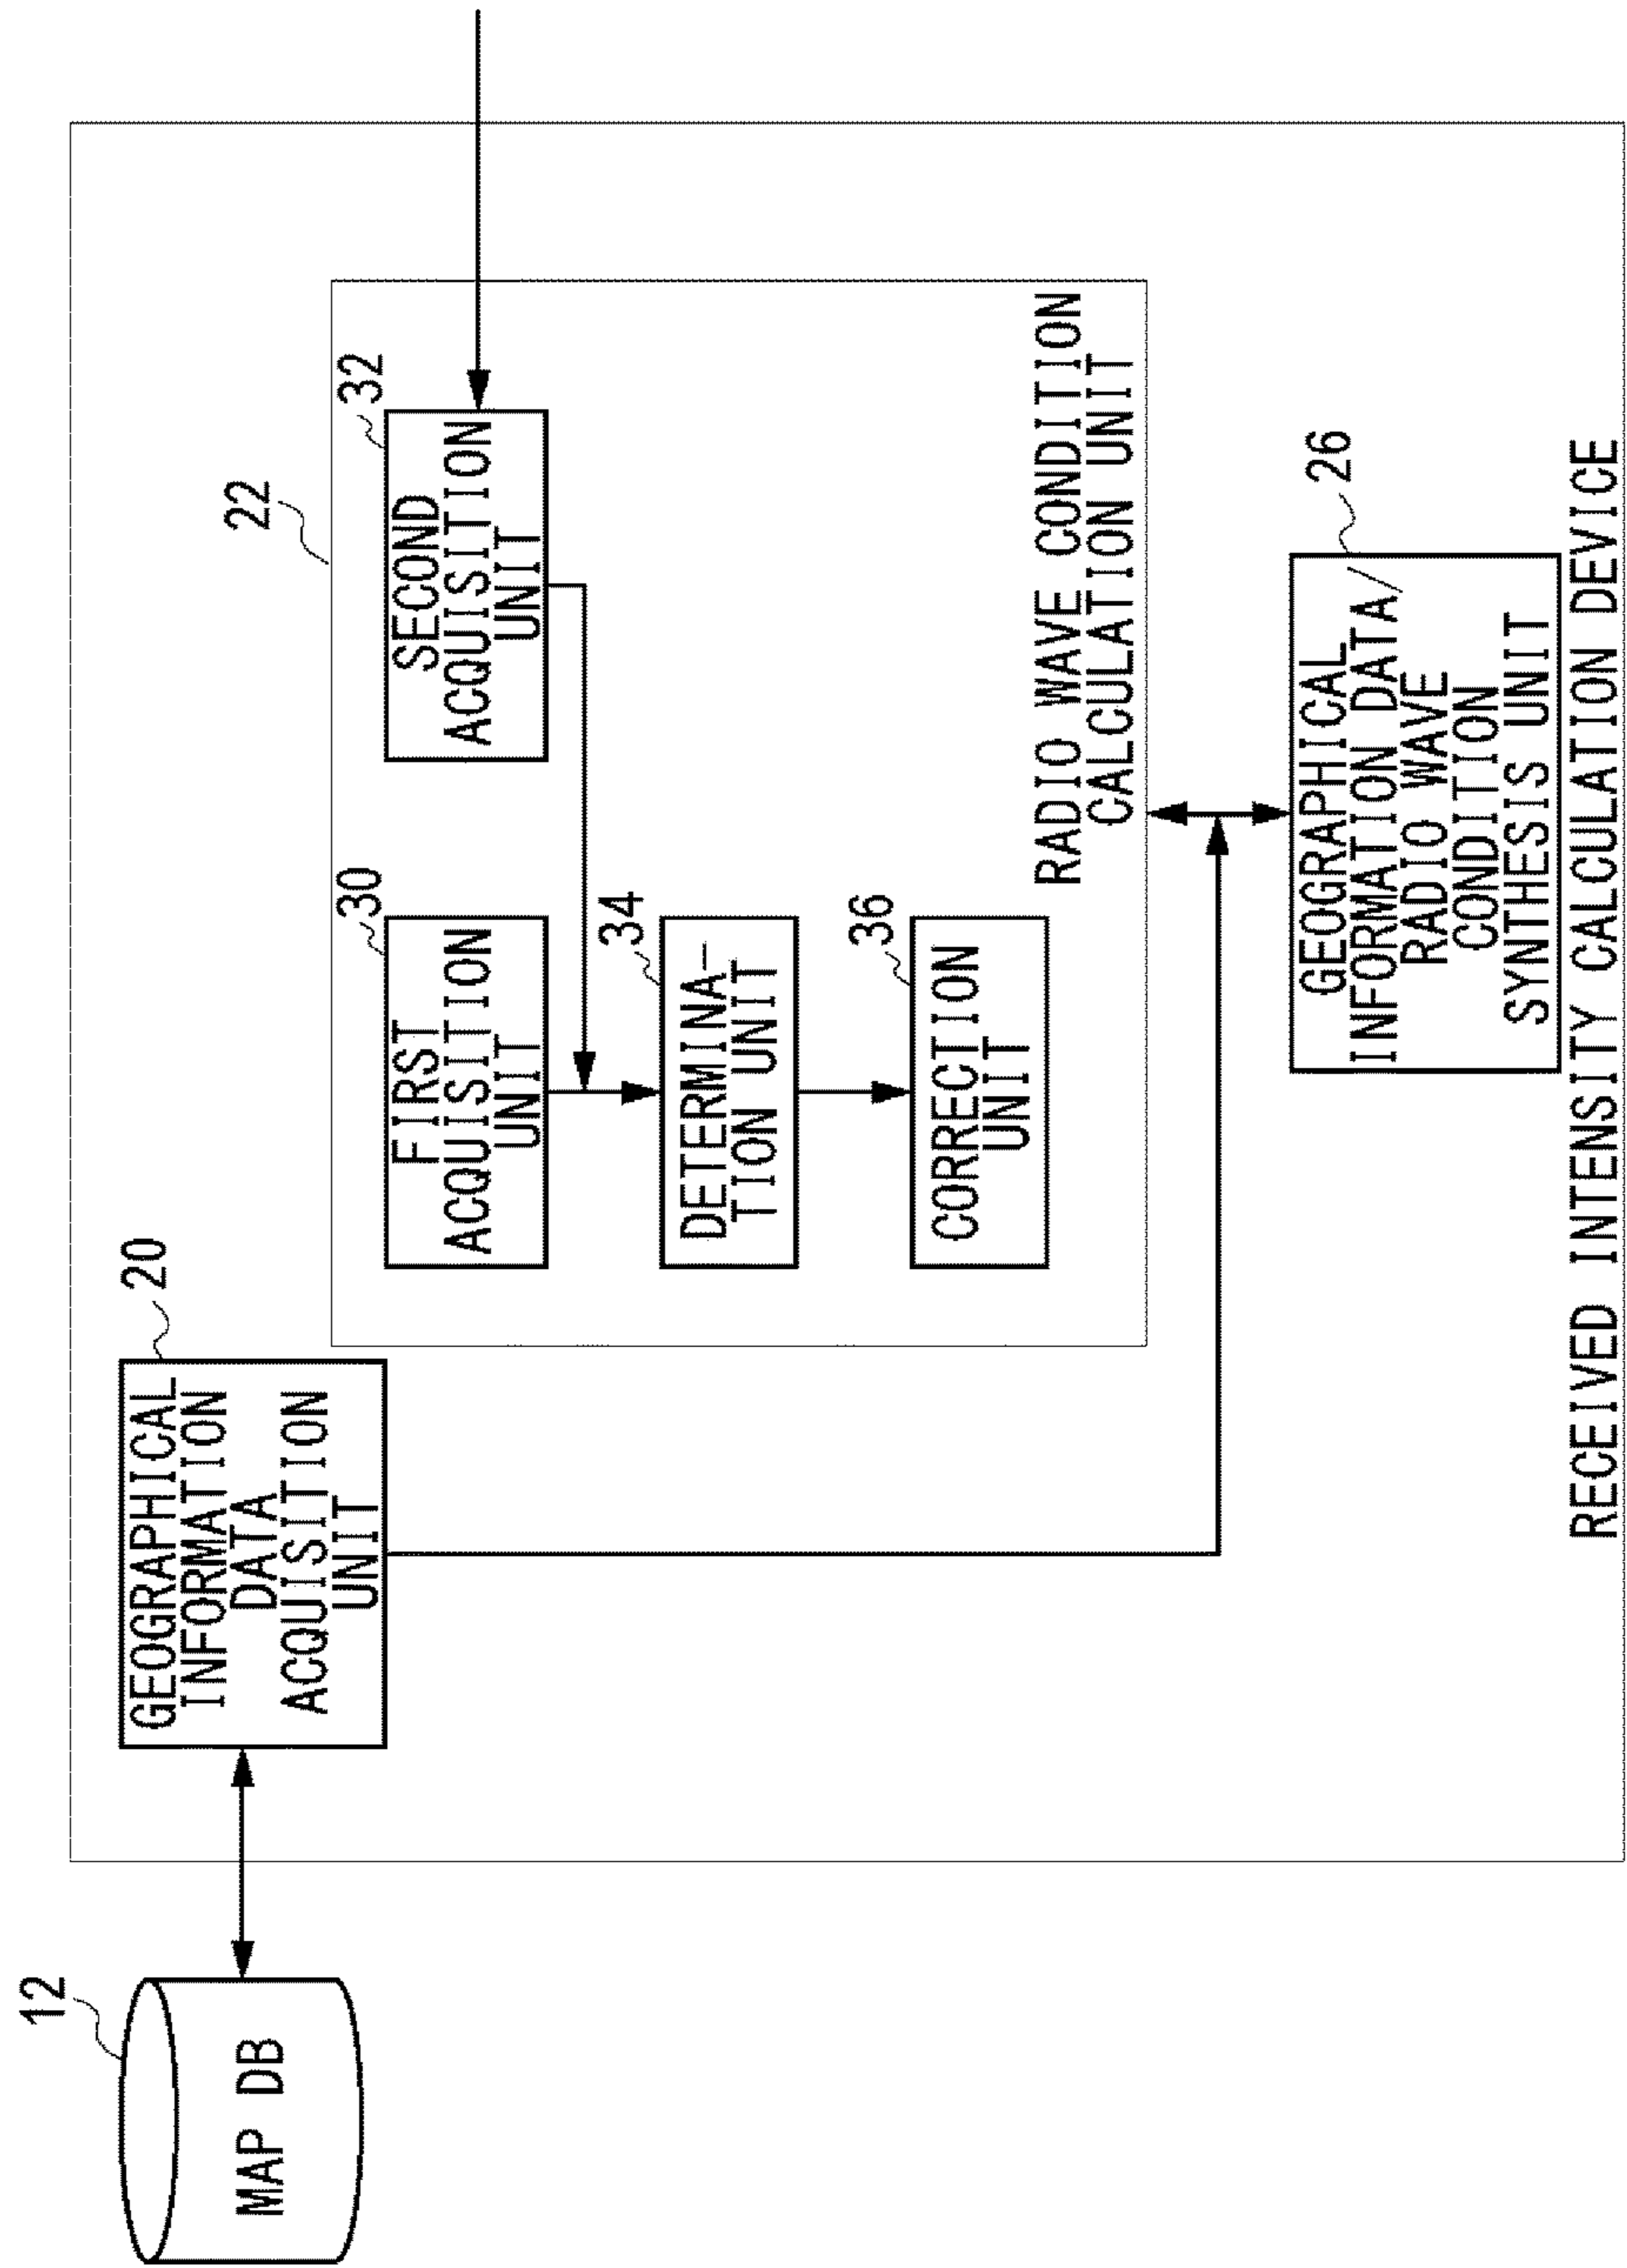 12
MAP DB
20
GEOGRAPHICAL
INFORMATION
DATA
ACQUISITION
UNIT
22
30
FIRST
ACQUISITION
UNIT
32
SECOND
ACQUISITION
UNIT
34
DETERMINA-
TION UNIT
36
CORRECTION
UNIT
RADIO WAVE CONDITION
CALCULATION UNIT
26
GEOGRAPHICAL
INFORMATION DATA/
RADIO WAVE
CONDITION
SYNTHESIS UNIT
RECEIVED INTENSITY CALCULATION DEVICE